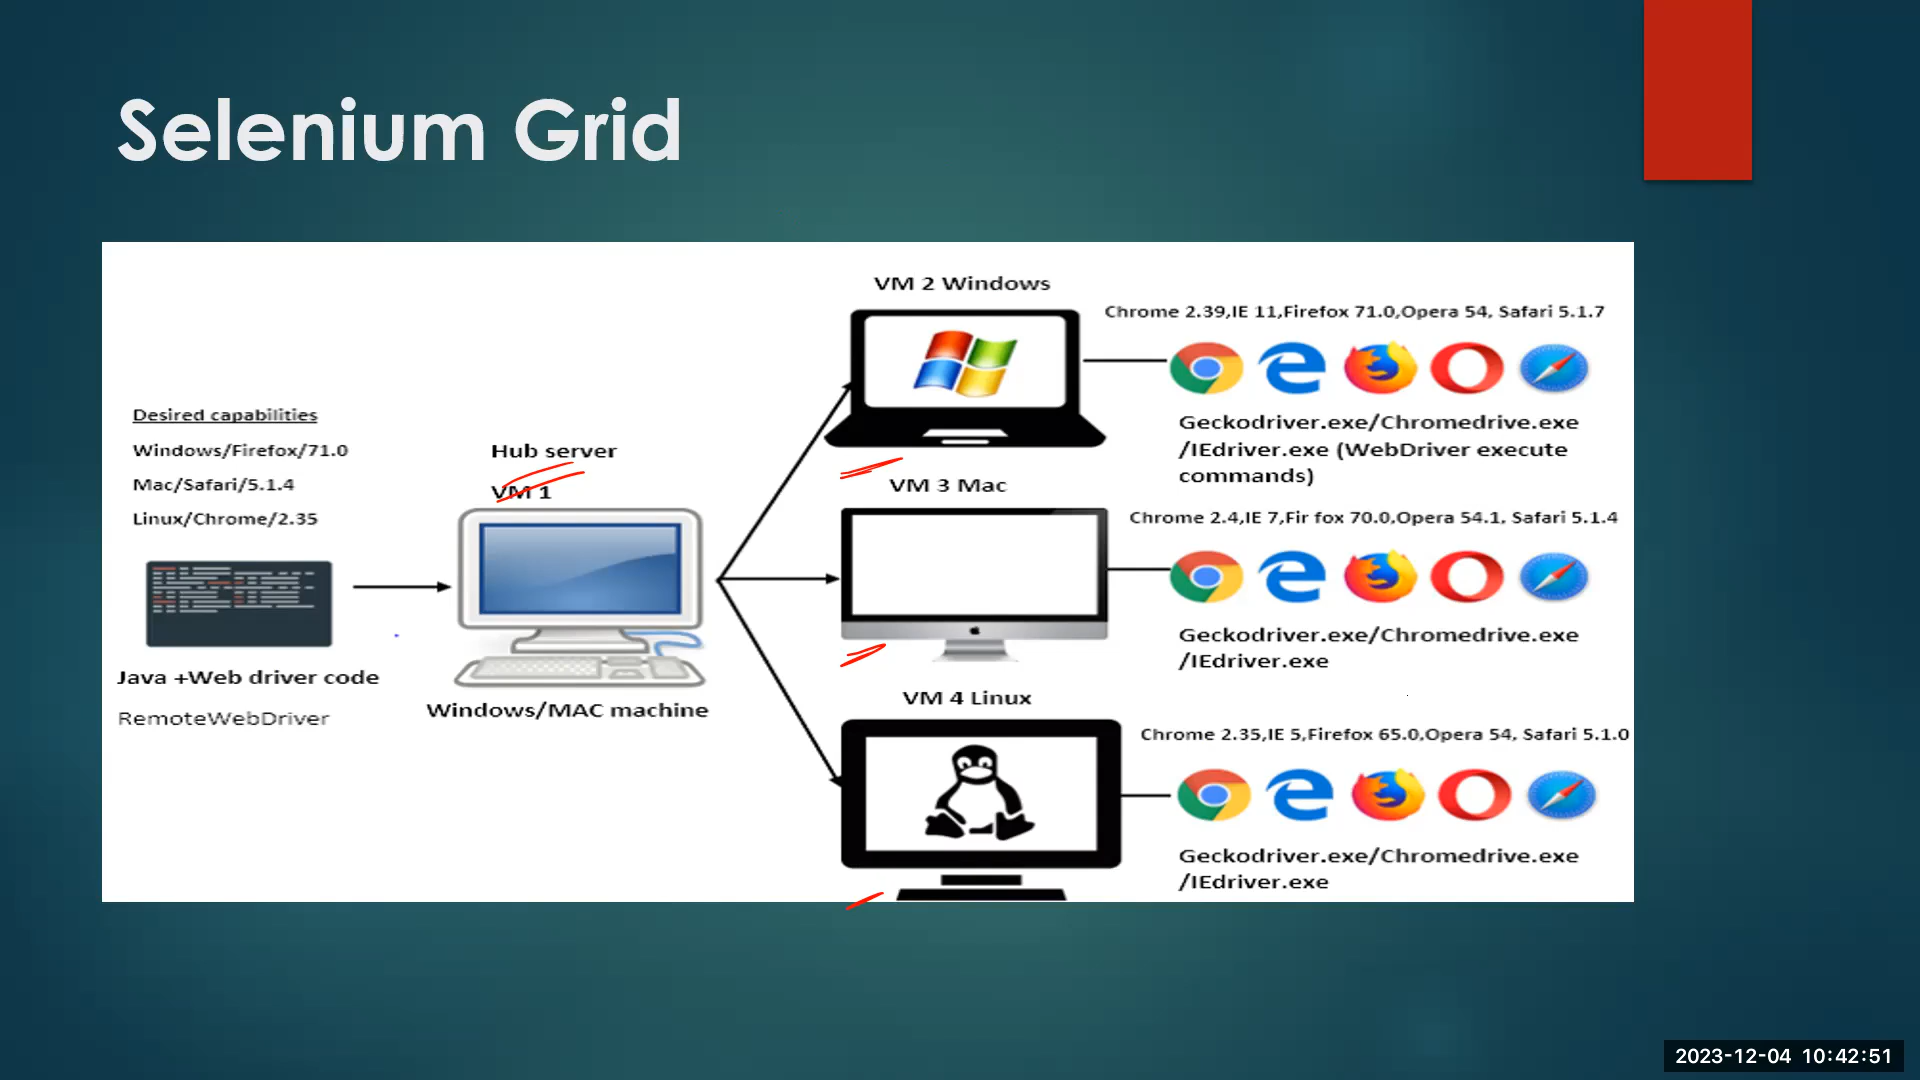 Selenium Grid
Desired capabilities
Windows/Firefox/71.0
Mac/Safari/5.1.4
Linux/Chrome/2.35
Java +Web driver code
RemoteWebDriver
Hub server
VM 1
Windows/MAC machine
VM 2 Windows
Chrome 2.39,IE 11,Firefox 71.0,Opera 54, Safari 5.1.7
Geckodriver.exe/Chromedrive.exe
/IEdriver.exe (WebDriver execute
commands)
VM 3 Mac
Chrome 2.4,IE 7,Fir fox 70.0,Opera 54.1, Safari 5.1.4
Geckodriver.exe/Chromedrive.exe
/IEdriver.exe
VM 4 Linux
Chrome 2.35,IE 5,Firefox 65.0,Opera 54, Safari 5.1.0
Geckodriver.exe/Chromedrive.exe
/IEdriver.exe
2023-12-04 10:42:51